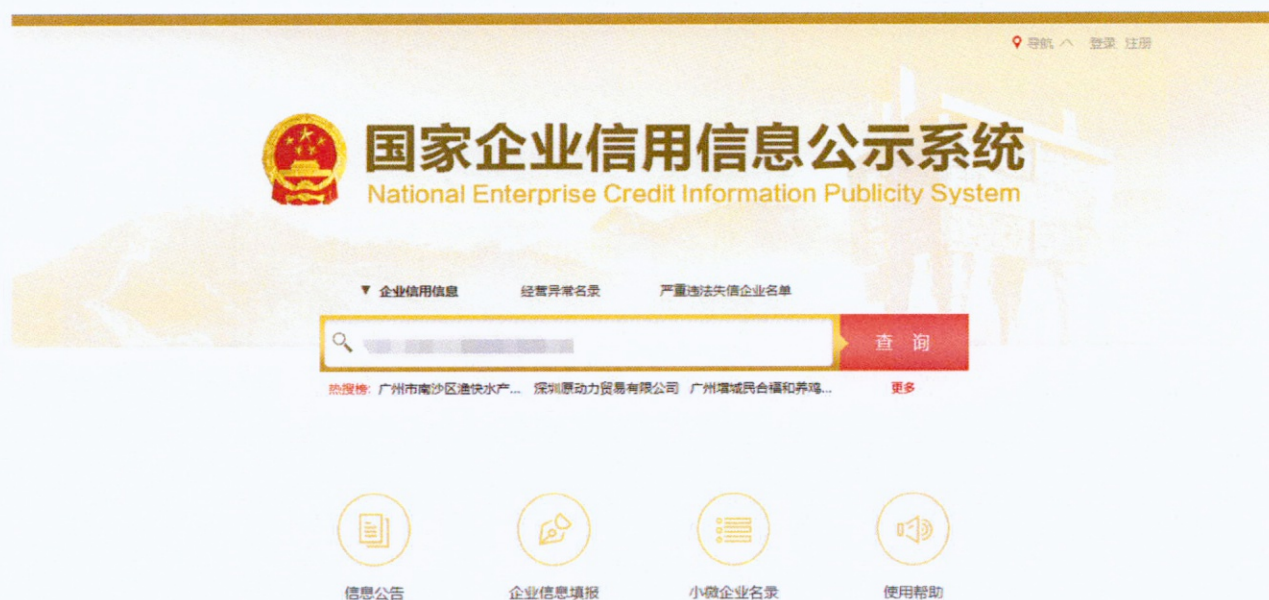 导航 登录 注册
国家企业信用信息公示系统
National Enterprise Credit Information Publicity System
企业信用信息 经营异常名录 严重违法失信企业名单
查 询
热搜榜: 广州市南沙区渔快水产... 深圳原动力贸易有限公司 广州增城民合福和养鸡... 更多
信息公告 企业信息填报 小微企业名录 使用帮助